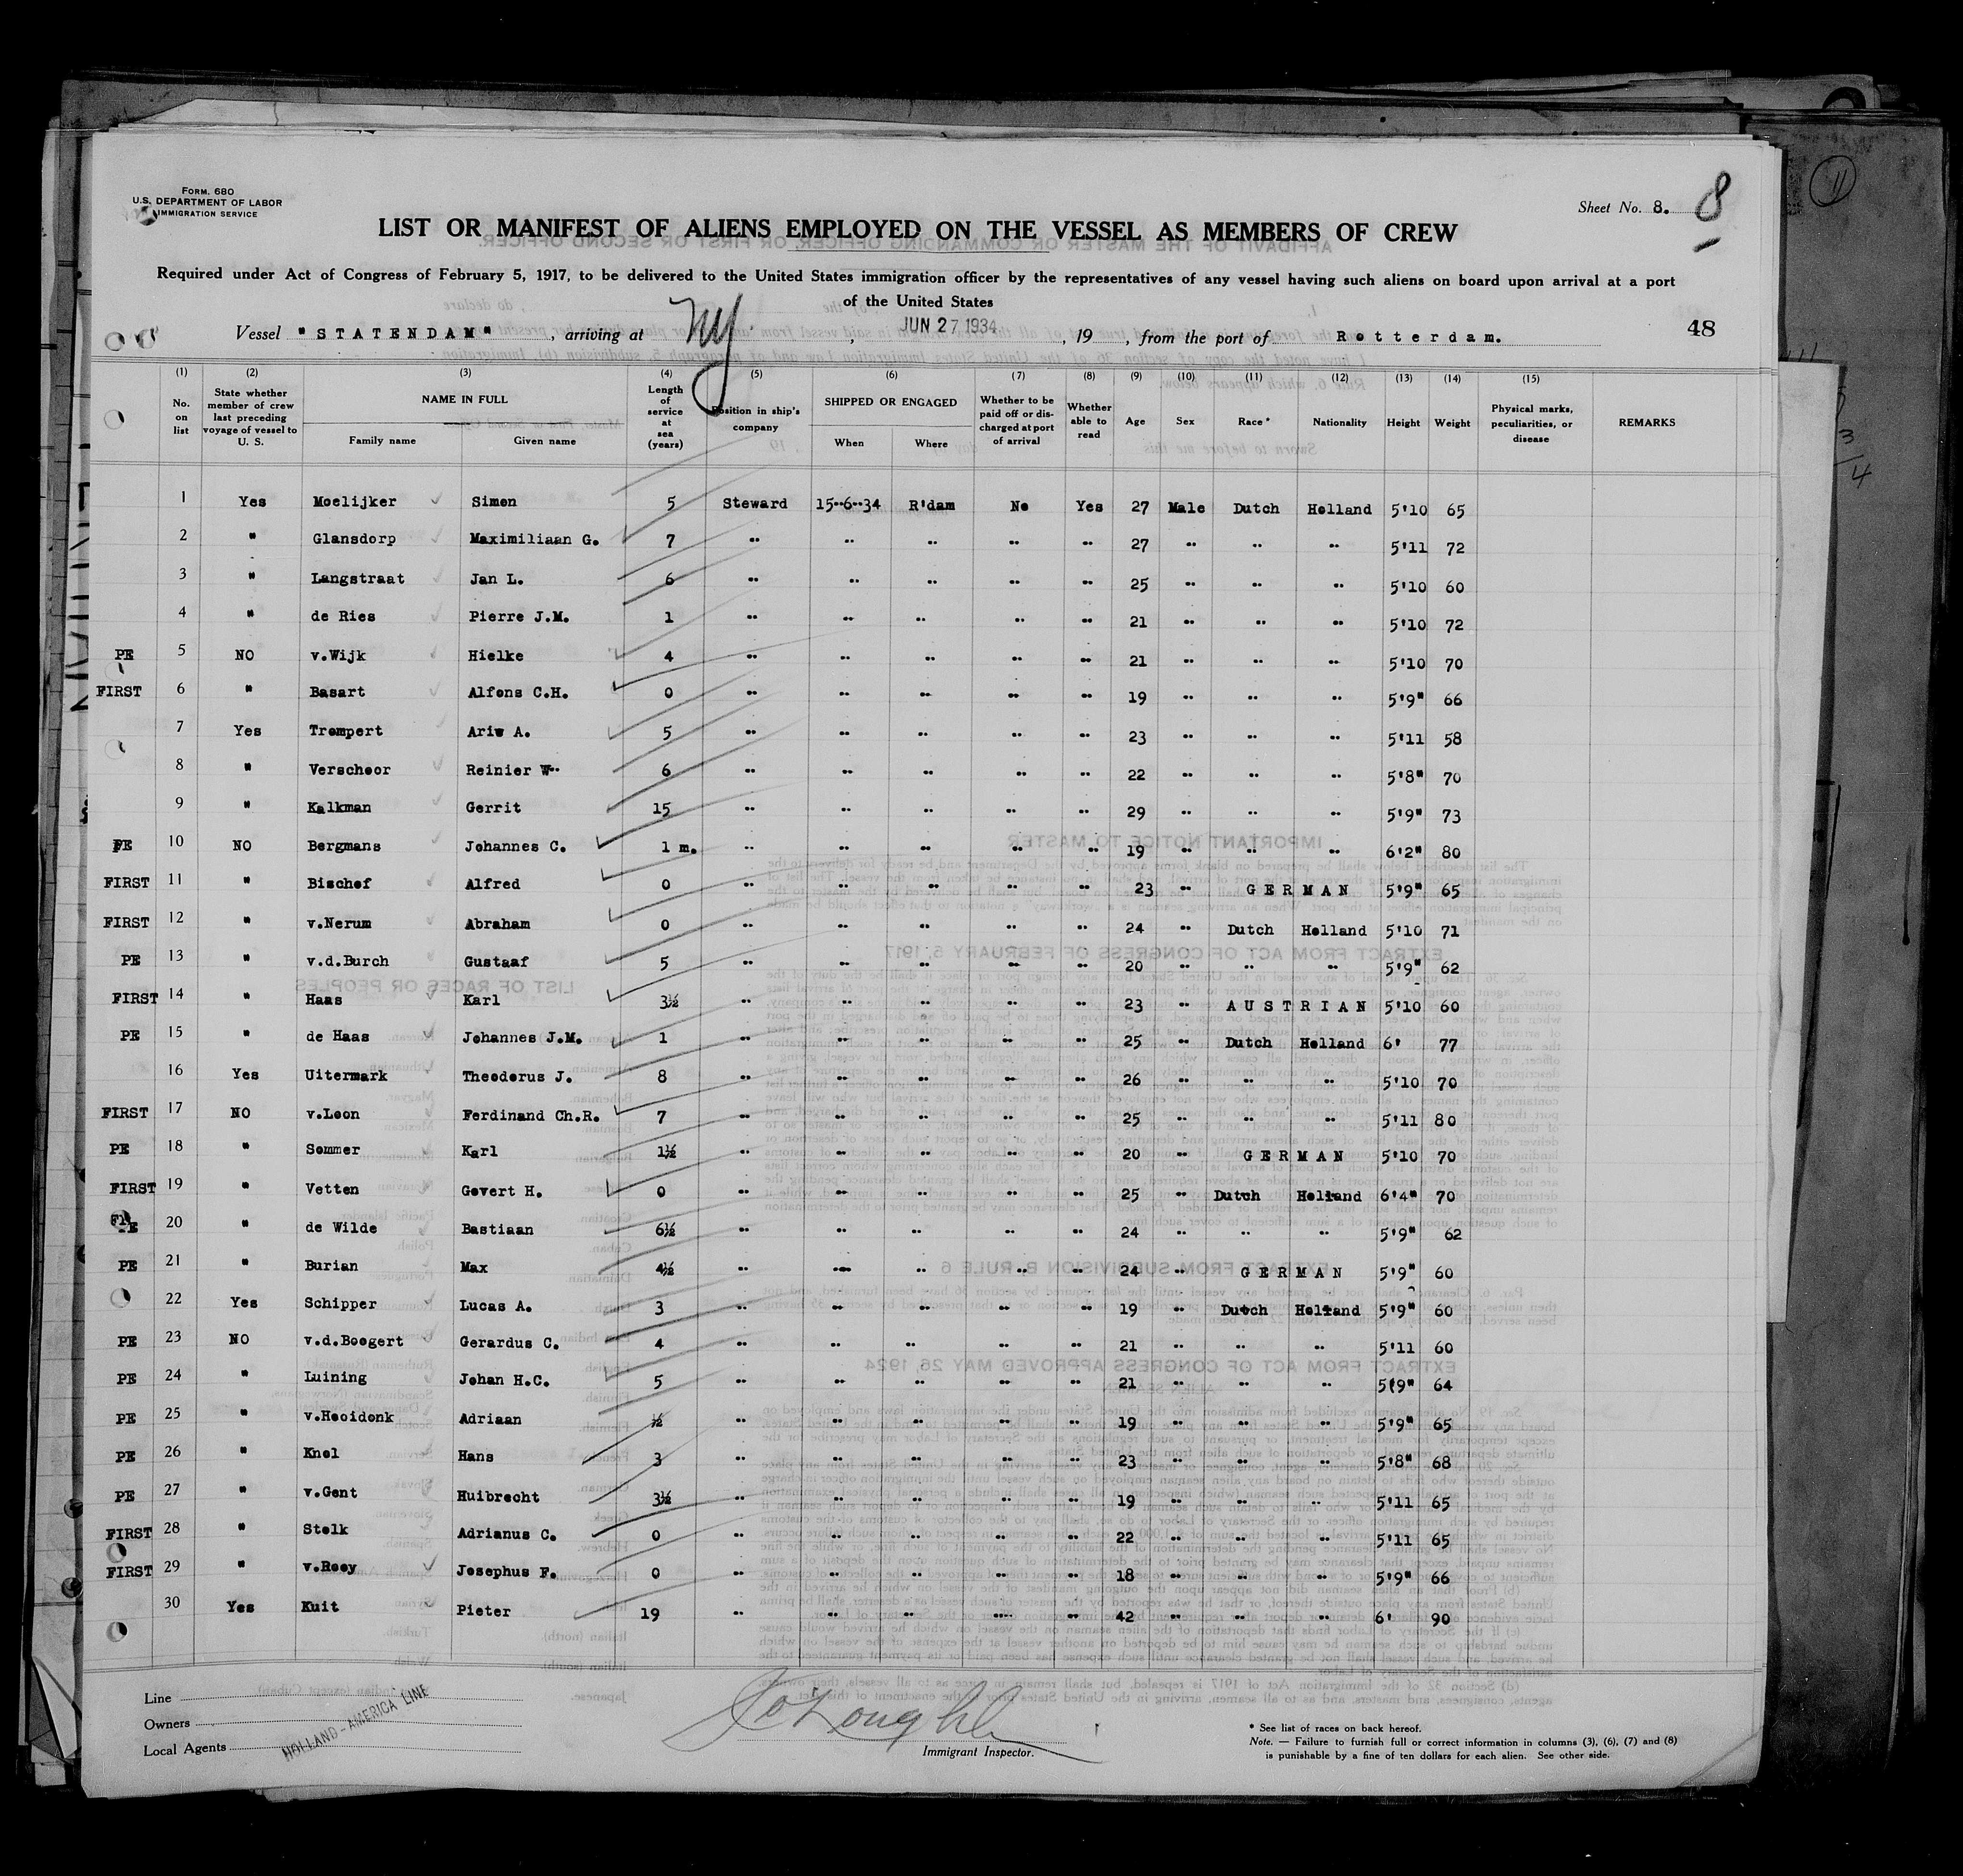 FORM. 680
U.S. DEPARTMENT OF LABOR
IMMIGRATION SERVICE
Sheet No. 8. 8
LIST OR MANIFEST OF ALIENS EMPLOYED ON THE VESSEL AS MEMBERS OF CREW
Required under Act of Congress of February 5, 1917, to be delivered to the United States immigration officer by the representatives of any vessel having such aliens on board upon arrival at a port
of the United States
Vessel "STATENDAM", arriving at NY, JUN 27 1934, 19 , from the port of Rotterdam. 48
(1) (2) (3) (4) (5) (6) (7) (8) (9) (10) (11) (12) (13) (14) (15)
No. on list | State whether member of crew last preceding voyage of vessel to U. S. | NAME IN FULL | Family name | Given name | Length of service at sea (years) | Position in ship's company | SHIPPED OR ENGAGED | When | Where | Whether to be paid off or discharged at port of arrival | Whether able to read | Age | Sex | Race* | Nationality | Height | Weight | Physical marks, peculiarities, or disease | REMARKS
1 Yes Moelijker Simon 5 Steward 15-6-34 R'dam No Yes 27 Male Dutch Holland 5'10 65
2 " Glansdorp Maximiliaan G. 7 " " " " " 27 " " " 5'11 72
3 " Langstraat Jan L. 6 " " " " " 25 " " " 5'10 60
4 " de Ries Pierre J.M. 1 " " " " " 21 " " " 5'10 72
PE 5 NO v.Wijk Hielke 4 " " " " " 21 " " " 5'10 70
FIRST 6 " Basart Alfons C.H. 0 " " " " " 19 " " " 5'9" 66
7 Yes Trompert Arie A. 5 " " " " " 23 " " " 5'11 58
8 " Verschoor Reinier W. 6 " " " " " 22 " " " 5'8" 70
9 " Kalkman Gerrit 15 " " " " " 29 " " " 5'9" 73
PE 10 NO Bergmans Johannes C. 1 m. " " " " " 19 " " " 6'2" 80
FIRST 11 " Bischof Alfred 0 " " " " " 23 " GERMAN 5'9" 65
FIRST 12 " v.Nerum Abraham 0 " " " " " 24 " Dutch Holland 5'10 71
PE 13 " v.d.Burch Gustaaf 5 " " " " " 20 " " " 5'9" 62
FIRST 14 " Haas Karl 3½ " " " " " 23 " AUSTRIAN 5'10 60
PE 15 " de Haas Johannes J.M. 1 " " " " " 25 " Dutch Holland 6' 77
16 Yes Uitermark Theodorus J. 8 " " " " " 26 " " " 5'10 70
FIRST 17 NO v.Loon Ferdinand Ch.R. 7 " " " " " 25 " " " 5'11 80
PE 18 " Sommer Karl 1½ " " " " " 20 " GERMAN 5'10 70
FIRST 19 " Vetten Govert H. 0 " " " " " 25 " Dutch Holland 6'4" 70
PE 20 " de Wilde Bastiaan 6½ " " " " " 24 " " " 5'9" 62
PE 21 " Burian Max 4½ " " " " " 24 " GERMAN 5'9" 60
22 Yes Schipper Lucas A. 3 " " " " " 19 " Dutch Holland 5'9" 60
PE 23 NO v.d.Boogert Gerardus C. 4 " " " " " 21 " " " 5'11 60
PE 24 " Luining Johan H.C. 5 " " " " " 21 " " " 5'9" 64
PE 25 " v.Hooidonk Adriaan ½ " " " " " 19 " " " 5'9" 65
PE 26 " Knol Hans 3 " " " " " 23 " " " 5'8" 68
PE 27 " v.Gent Huibrecht 3½ " " " " " 19 " " " 5'11 65
FIRST 28 " Stolk Adrianus C. 0 " " " " " 22 " " " 5'11 65
FIRST 29 " v.Rooy Josephus F. 0 " " " " " 18 " " " 5'9" 66
30 Yes Kuit Pieter 19 " " " " " 42 " " " 6' 90
Line
Owners
Local Agents
HOLLAND-AMERICA LINE
Immigrant Inspector.
* See list of races on back hereof.
Note. — Failure to furnish full or correct information in columns (3), (6), (7) and (8)
is punishable by a fine of ten dollars for each alien. See other side.